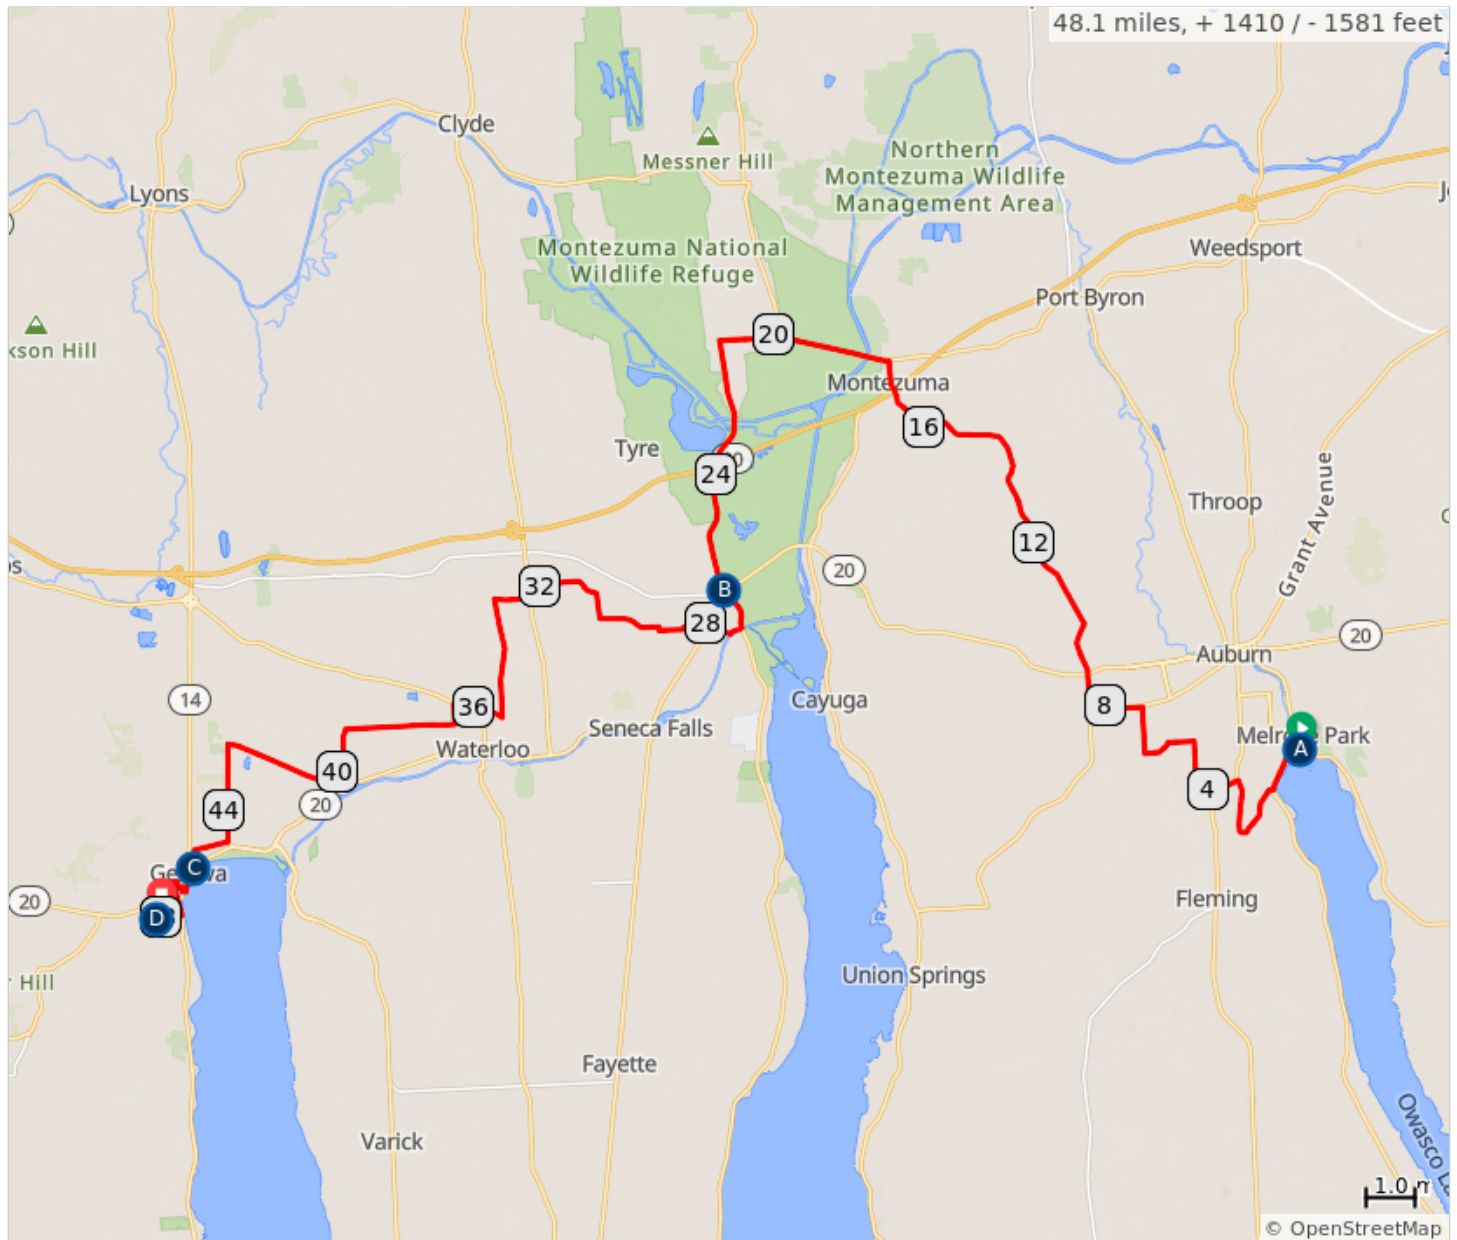 48.1 miles, + 1410 / - 1581 feet
Clyde
Messner Hill
Northern
Montezuma Wildlife
Management Area
Lyons
Montezuma National
Wildlife Refuge
Weedsport
Port Byron
kson Hill
20
Montezuma
16
Tyre
24
Throop
Grant Avenue
12
20
32
B
28
20
Auburn
14
36
8
Cayuga
Seneca Falls
Waterloo
A
40
4
20
44
C
20
D
Fleming
Hill
Union Springs
Fayette
Varick
Owasco
1.0
© OpenStreetMap